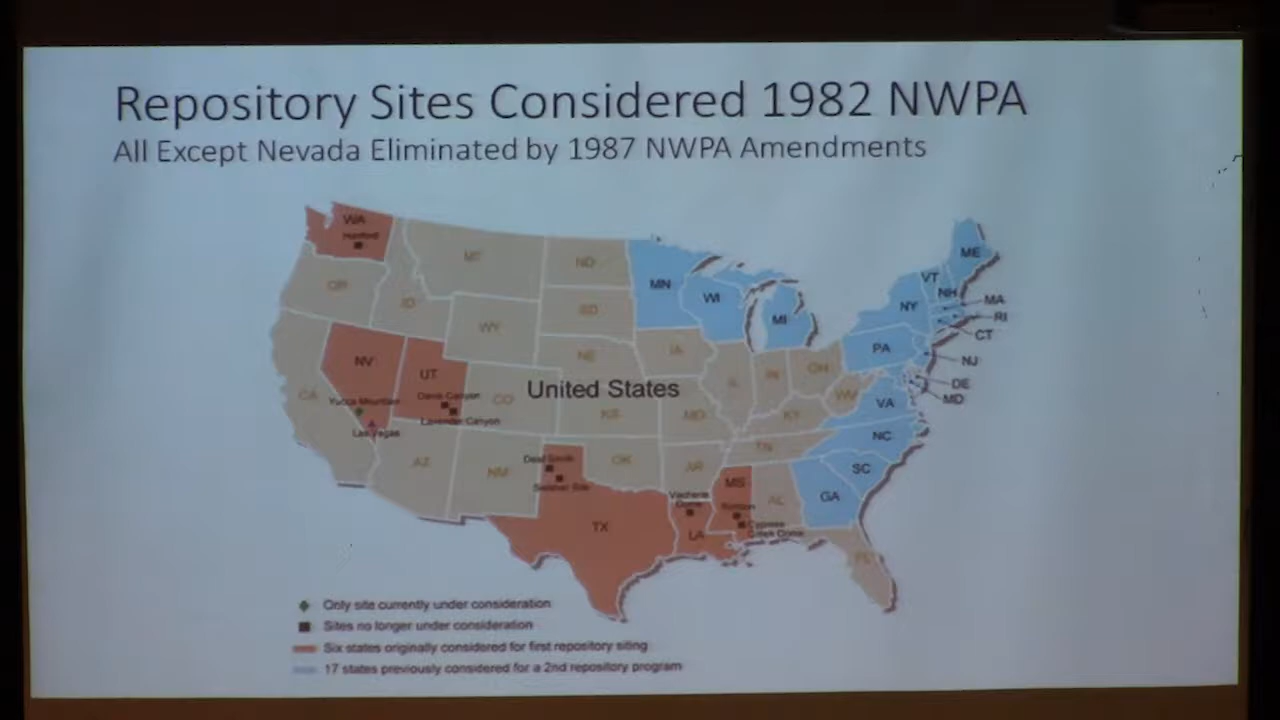 Repository Sites Considered 1982 NWPA
All Except Nevada Eliminated by 1987 NWPA Amendments
WA
Hanford
MT
ND
OR
ID
SD
WY
MN
WI
MI
ME
VT
NH
NY
MA
RI
CT
PA
NJ
DE
MD
NV
UT
CA
Yucca Mountain
Las Vegas
Davis Canyon
Lavender Canyon
CO
NE
IA
United States
KS
MO
IL
IN
OH
WV
KY
VA
NC
TN
SC
GA
AZ
NM
OK
AR
Deaf Smith
Swisher Site
TX
Vacherie
Dome
LA
MS
Richton
Cypress
Creek Dome
AL
FL
Only site currently under consideration
Sites no longer under consideration
Six states originally considered for first repository siting
17 states previously considered for a 2nd repository program